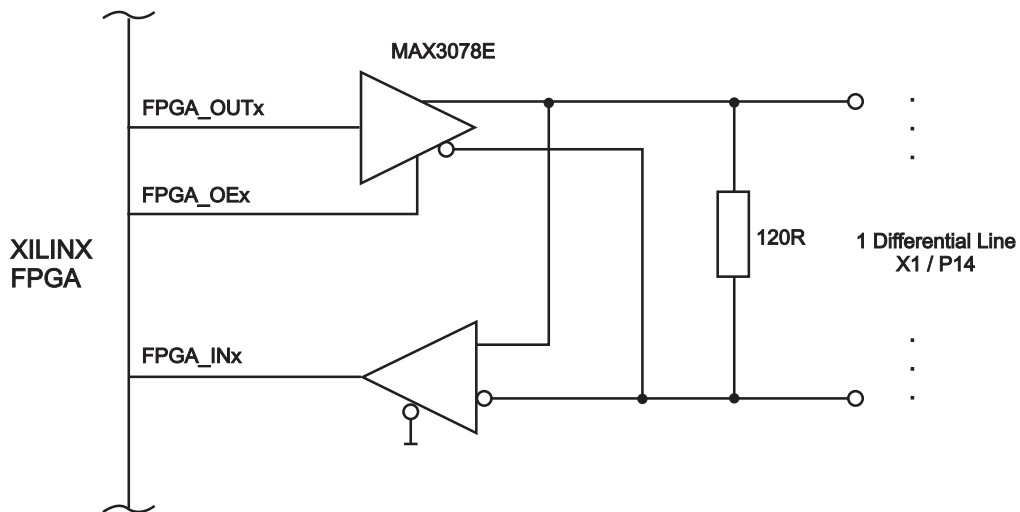 MAX3078E
FPGA_OUTx
FPGA_OEx
XILINX
FPGA
120R
1 Differential Line
X1 / P14
FPGA_INx